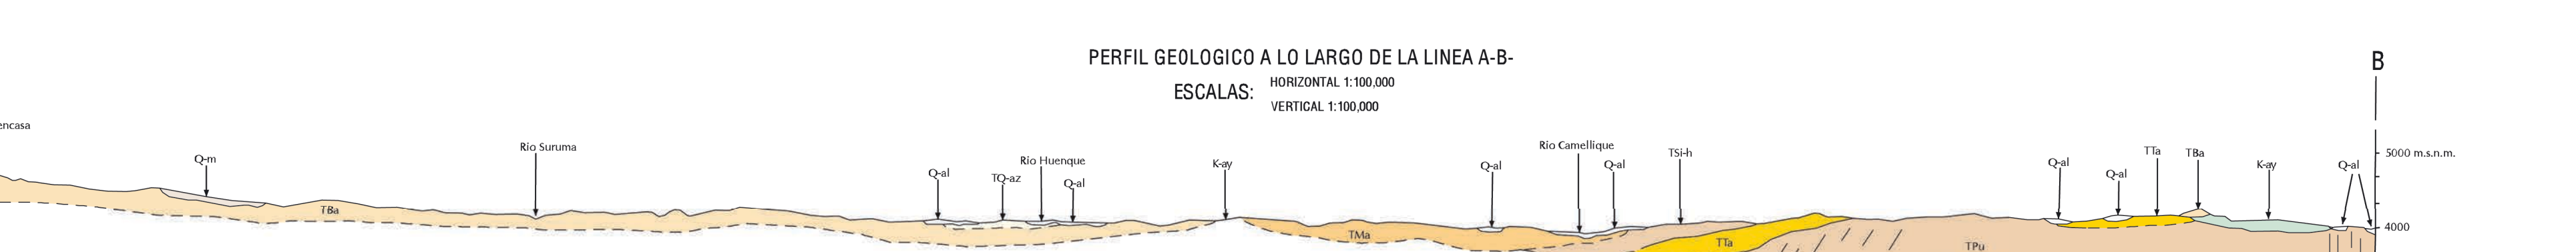 PERFIL GEOLOGICO A LO LARGO DE LA LINEA A-B-
ESCALAS: HORIZONTAL 1:100,000
VERTICAL 1:100,000
B
encasa
Q-m
Rio Suruma
Q-al
TQ-az
Rio Huenque
Q-al
K-ay
Q-al
Rio Camellique
Q-al
TSi-h
Q-al
Q-al
TTa
TBa
K-ay
Q-al
5000 m.s.n.m.
4000
TBa
TMa
TTa
TPu